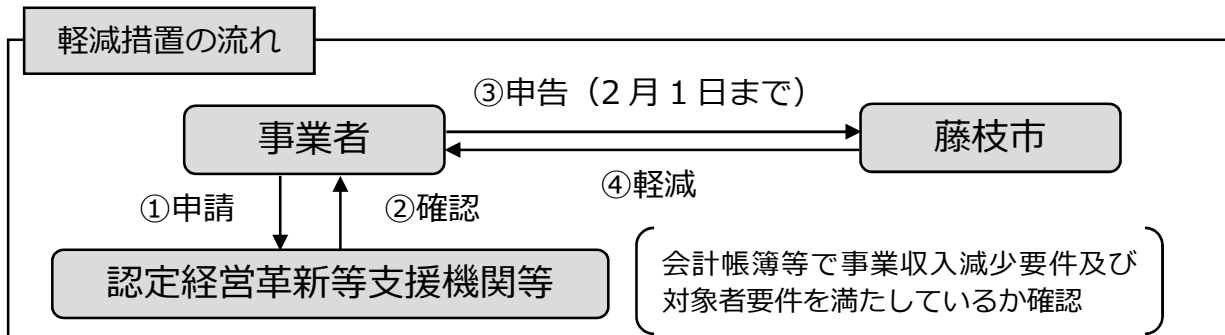 軽減措置の流れ
③申告（2月1日まで）
事業者
藤枝市
④軽減
①申請
②確認
認定経営革新等支援機関等
会計帳簿等で事業収入減少要件及び
対象者要件を満たしているか確認